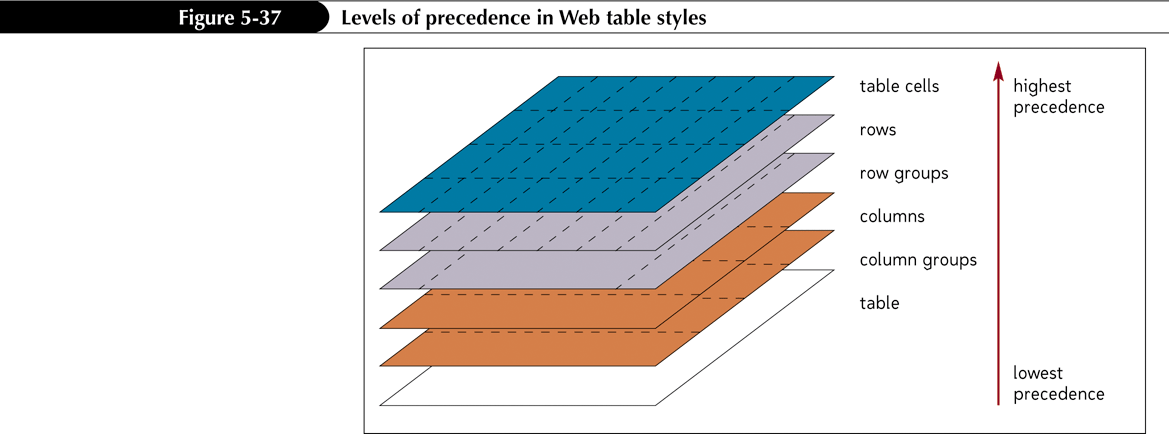 Figure 5-37
Levels of precedence in Web table styles
table cells
rows
row groups
columns
column groups
table
highest
precedence
lowest
precedence